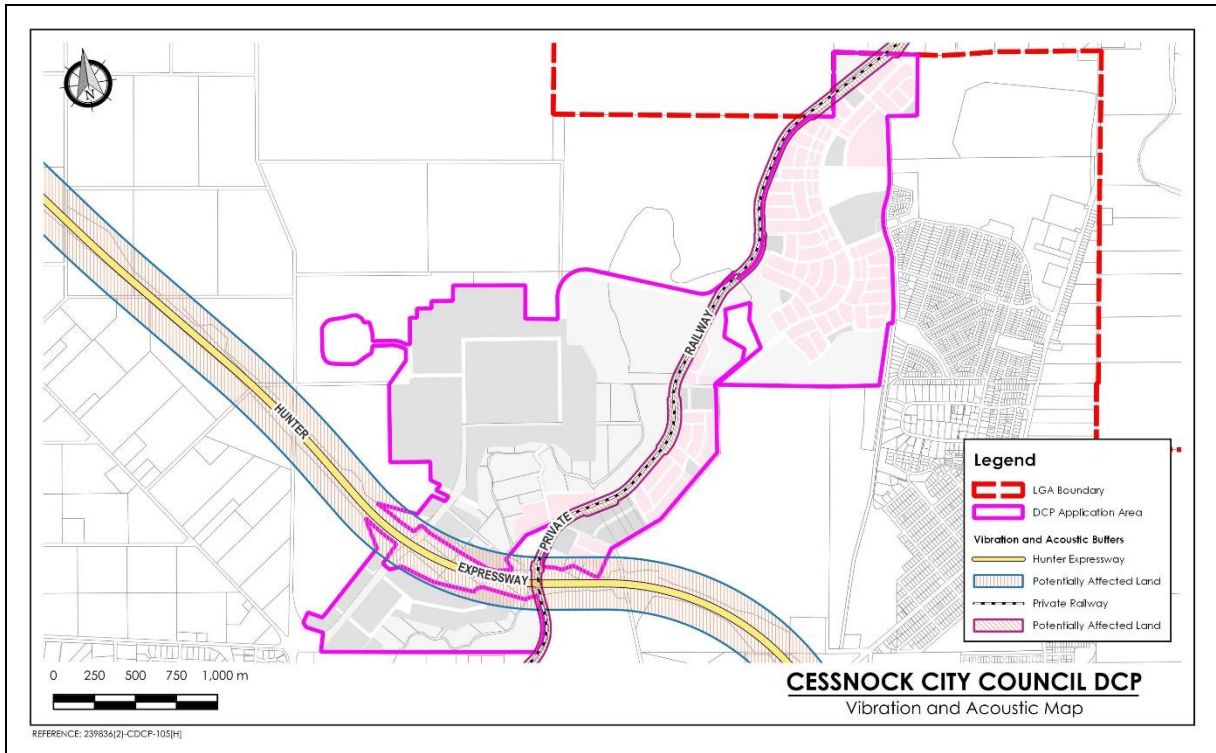 N
RAILWAY
HUNTER
PRIVATE
EXPRESSWAY
Legend
LGA Boundary
DCP Application Area
Vibration and Acoustic Buffers
Hunter Expressway
Potentially Affected Land
Private Railway
Potentially Affected Land
0 250 500 750 1,000 m
CESSNOCK CITY COUNCIL DCP
Vibration and Acoustic Map
REFERENCE: 239836(2)-CDCP-105[H]